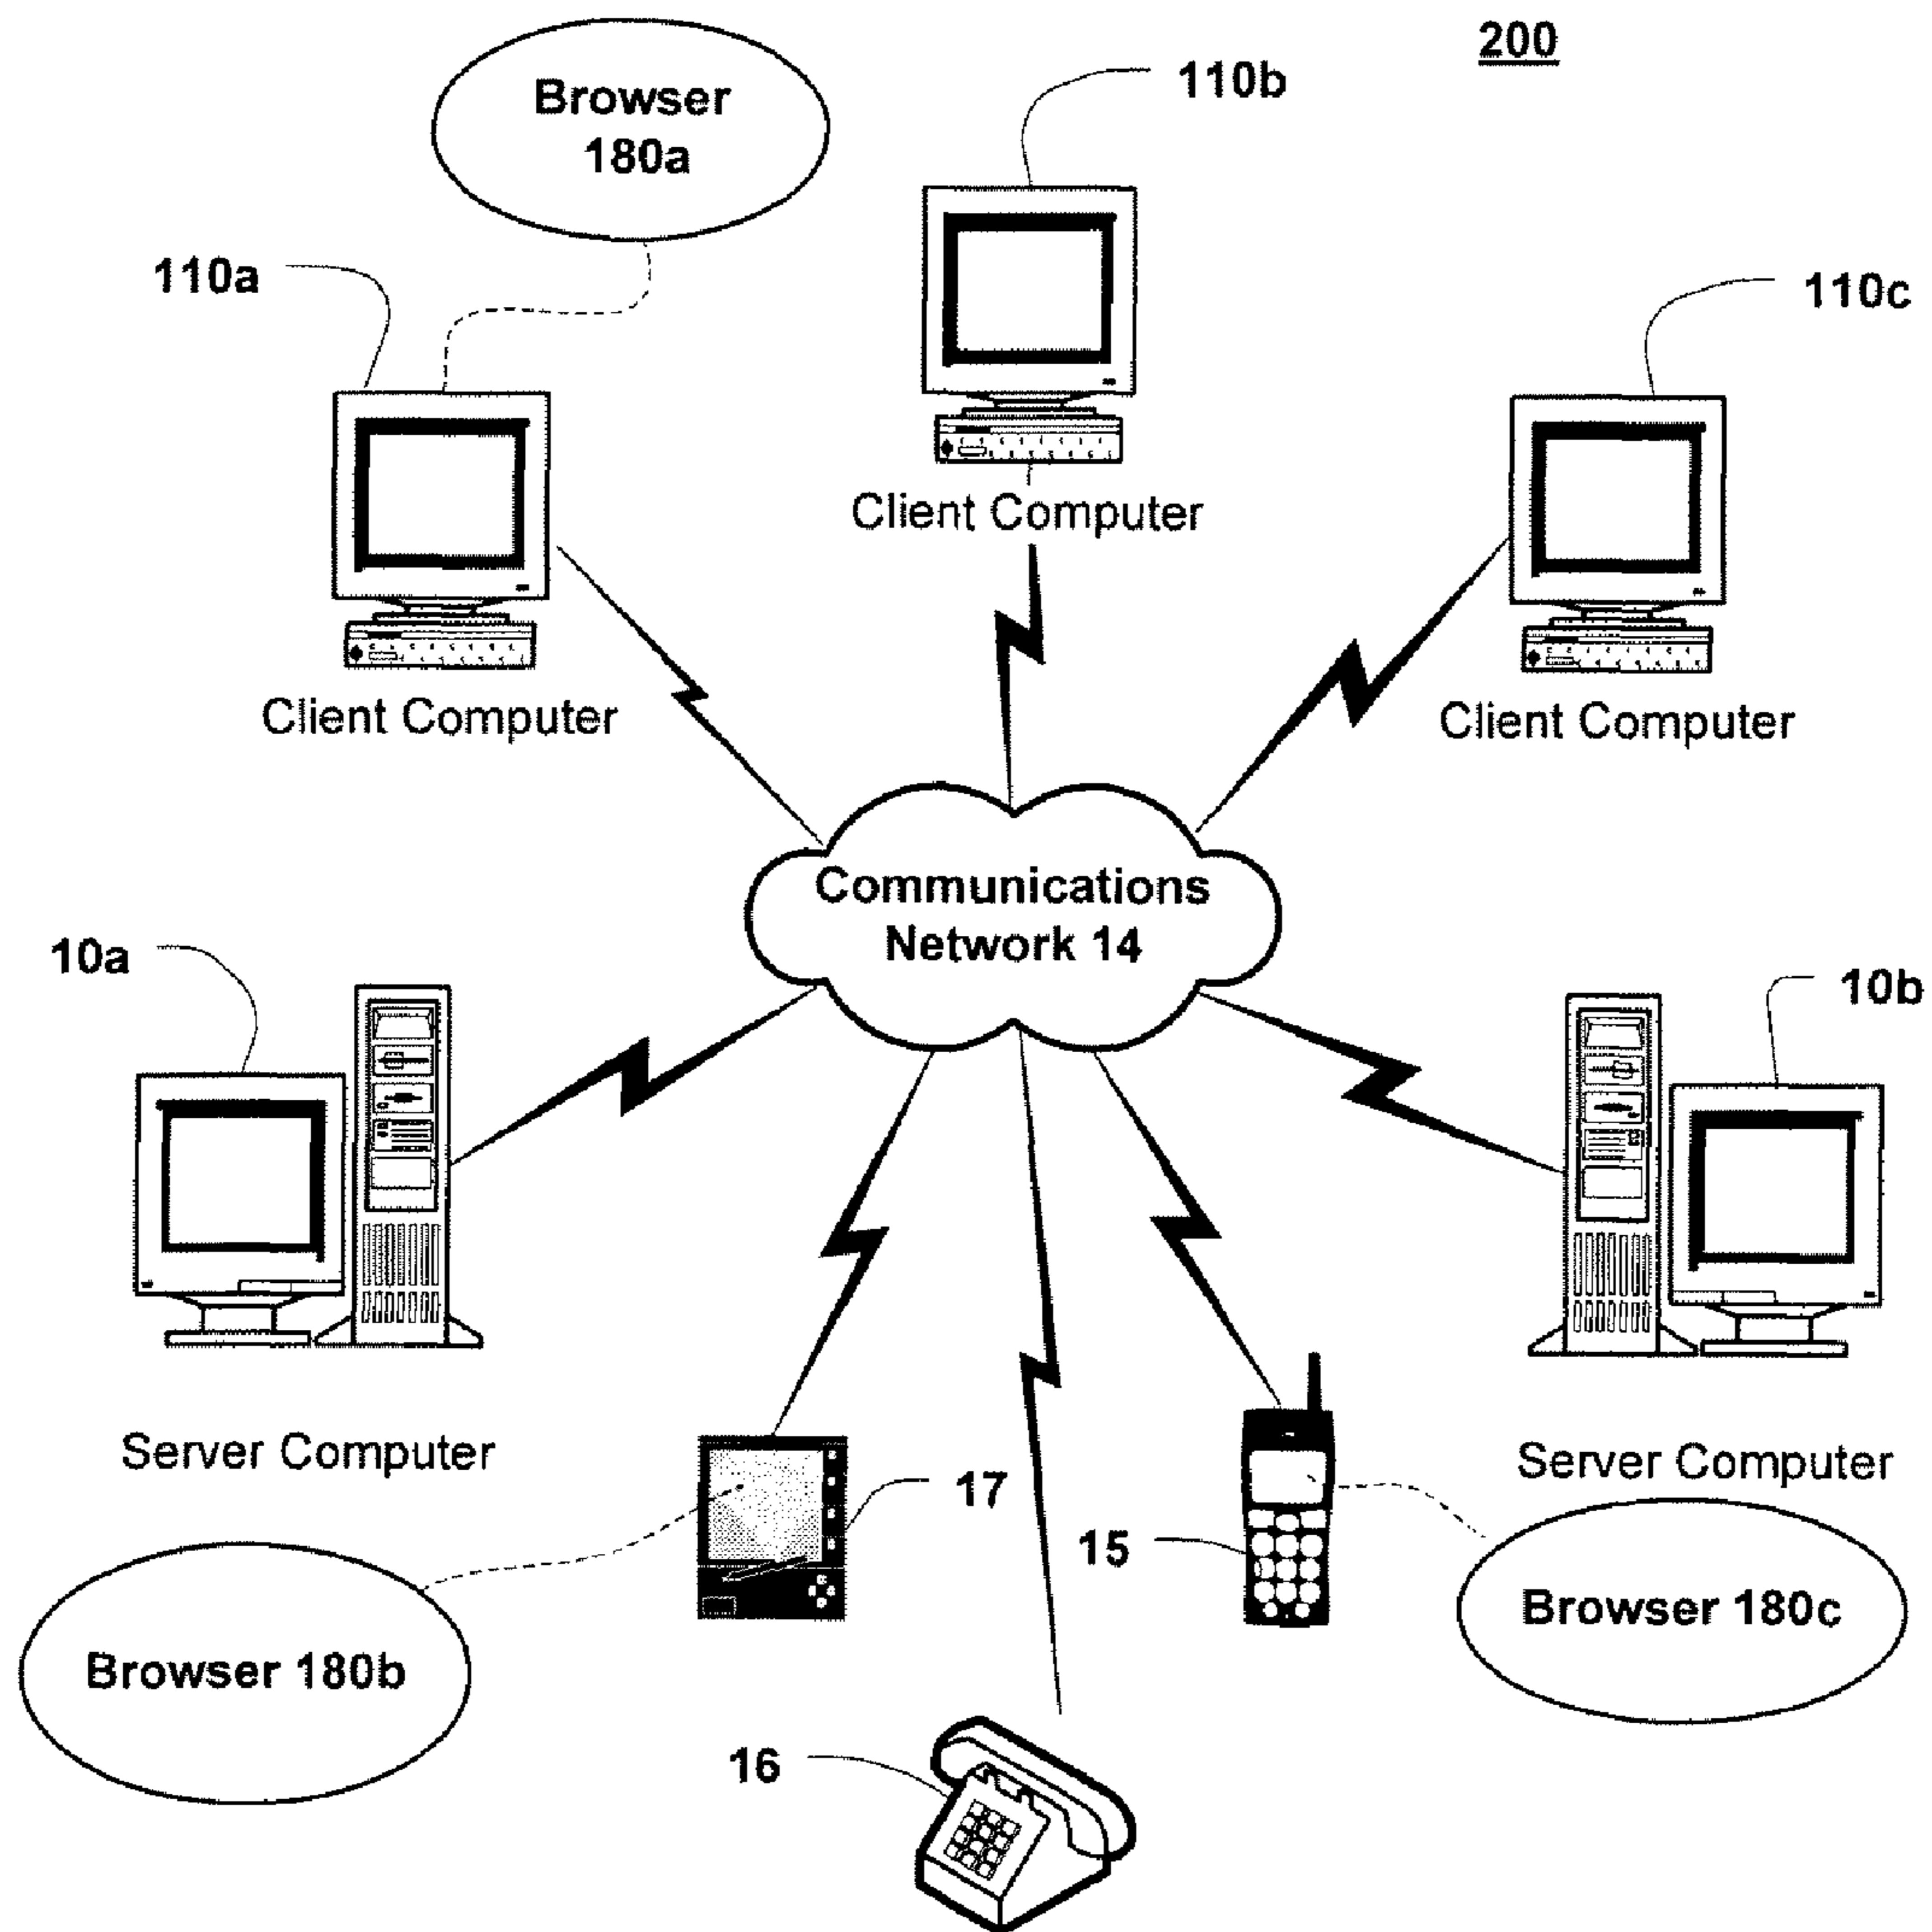 200
Browser
180a
110b
110a
110c
Client Computer
Client Computer
Client Computer
Communications
Network 14
10a
10b
Server Computer
Server Computer
17
15
Browser 180b
Browser 180c
16